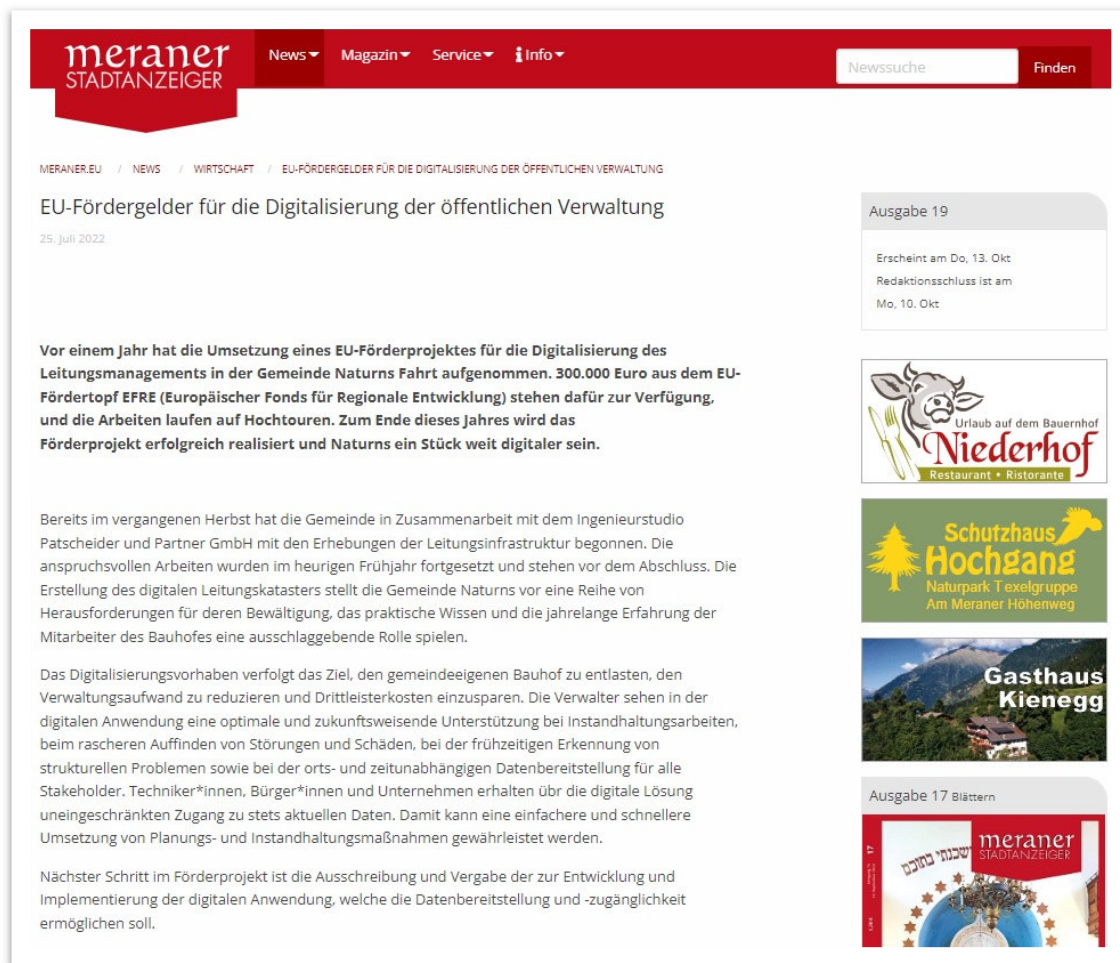 meraner
STADTANZEIGER
News
Magazin
Service
Info
Newssuche
Finden
MERANER.EU / NEWS / WIRTSCHAFT / EU-FÖRDERGELDER FÜR DIE DIGITALISIERUNG DER ÖFFENTLICHEN VERWALTUNG
EU-Fördergelder für die Digitalisierung der öffentlichen Verwaltung
25. Juli 2022
Vor einem Jahr hat die Umsetzung eines EU-Förderprojektes für die Digitalisierung des
Leitungsmanagements in der Gemeinde Naturns Fahrt aufgenommen. 300.000 Euro aus dem EU-
Fördertopf EFRE (Europäischer Fonds für Regionale Entwicklung) stehen dafür zur Verfügung,
und die Arbeiten laufen auf Hochtouren. Zum Ende dieses Jahres wird das
Förderprojekt erfolgreich realisiert und Naturns ein Stück weit digitaler sein.
Bereits im vergangenen Herbst hat die Gemeinde in Zusammenarbeit mit dem Ingenieurstudio
Patscheider und Partner GmbH mit den Erhebungen der Leitungsinfrastruktur begonnen. Die
anspruchsvollen Arbeiten wurden im heurigen Frühjahr fortgesetzt und stehen vor dem Abschluss. Die
Erstellung des digitalen Leitungskatasters stellt die Gemeinde Naturns vor eine Reihe von
Herausforderungen für deren Bewältigung, das praktische Wissen und die jahrelange Erfahrung der
Mitarbeiter des Bauhofes eine ausschlaggebende Rolle spielen.
Das Digitalisierungsvorhaben verfolgt das Ziel, den gemeindeeigenen Bauhof zu entlasten, den
Verwaltungsaufwand zu reduzieren und Drittleisterkosten einzusparen. Die Verwalter sehen in der
digitalen Anwendung eine optimale und zukunftsweisende Unterstützung bei Instandhaltungsarbeiten,
beim rascheren Auffinden von Störungen und Schäden, bei der frühzeitigen Erkennung von
strukturellen Problemen sowie bei der orts- und zeitunabhängigen Datenbereitstellung für alle
Stakeholder. Techniker*innen, Bürger*innen und Unternehmen erhalten übr die digitale Lösung
uneingeschränkten Zugang zu stets aktuellen Daten. Damit kann eine einfachere und schnellere
Umsetzung von Planungs- und Instandhaltungsmaßnahmen gewährleistet werden.
Nächster Schritt im Förderprojekt ist die Ausschreibung und Vergabe der zur Entwicklung und
Implementierung der digitalen Anwendung, welche die Datenbereitstellung und -zugänglichkeit
ermöglichen soll.
Ausgabe 19
Erscheint am Do, 13. Okt
Redaktionsschluss ist am
Mo, 10. Okt
Urlaub auf dem Bauernhof
Niederhof
Restaurant • Ristorante
Schutzhaus
Hochgang
Naturpark Texelgruppe
Am Meraner Höhenweg
Gasthaus
Kienegg
Ausgabe 17 Blättern
17
meraner
STADTANZEIGER
ושכנתי בתוכם